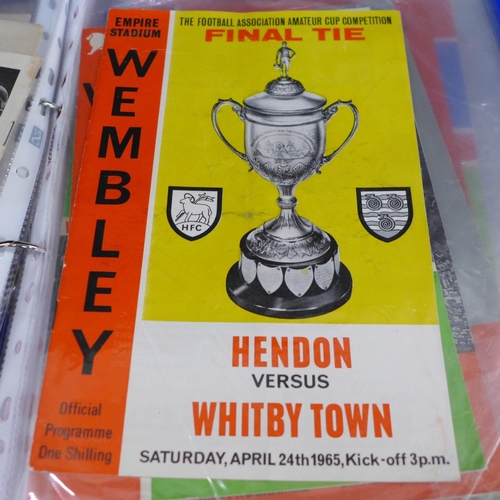 EMPIRE
STADIUM
WEMBLEY
Official
Programme
One Shilling
THE FOOTBALL ASSOCIATION AMATEUR CUP COMPETITION
FINAL TIE
HFC
HENDON
VERSUS
WHITBY TOWN
SATURDAY, APRIL 24th 1965, Kick-off 3p.m.